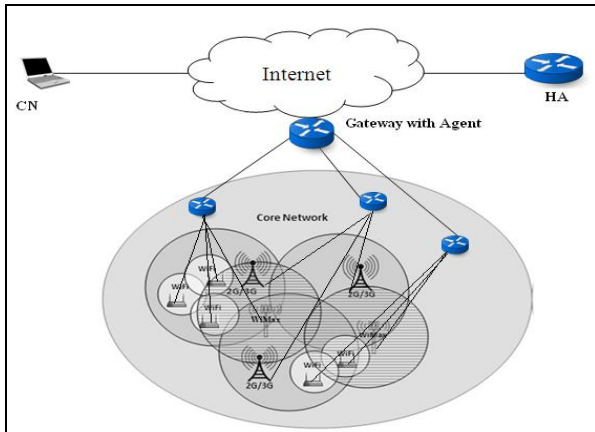 Internet
CN
HA
Gateway with Agent
Core Network
WiFi
2G/3G
WiFi
2G/3G
WiMax
WiMax
WiFi
2G/3G
WiFi